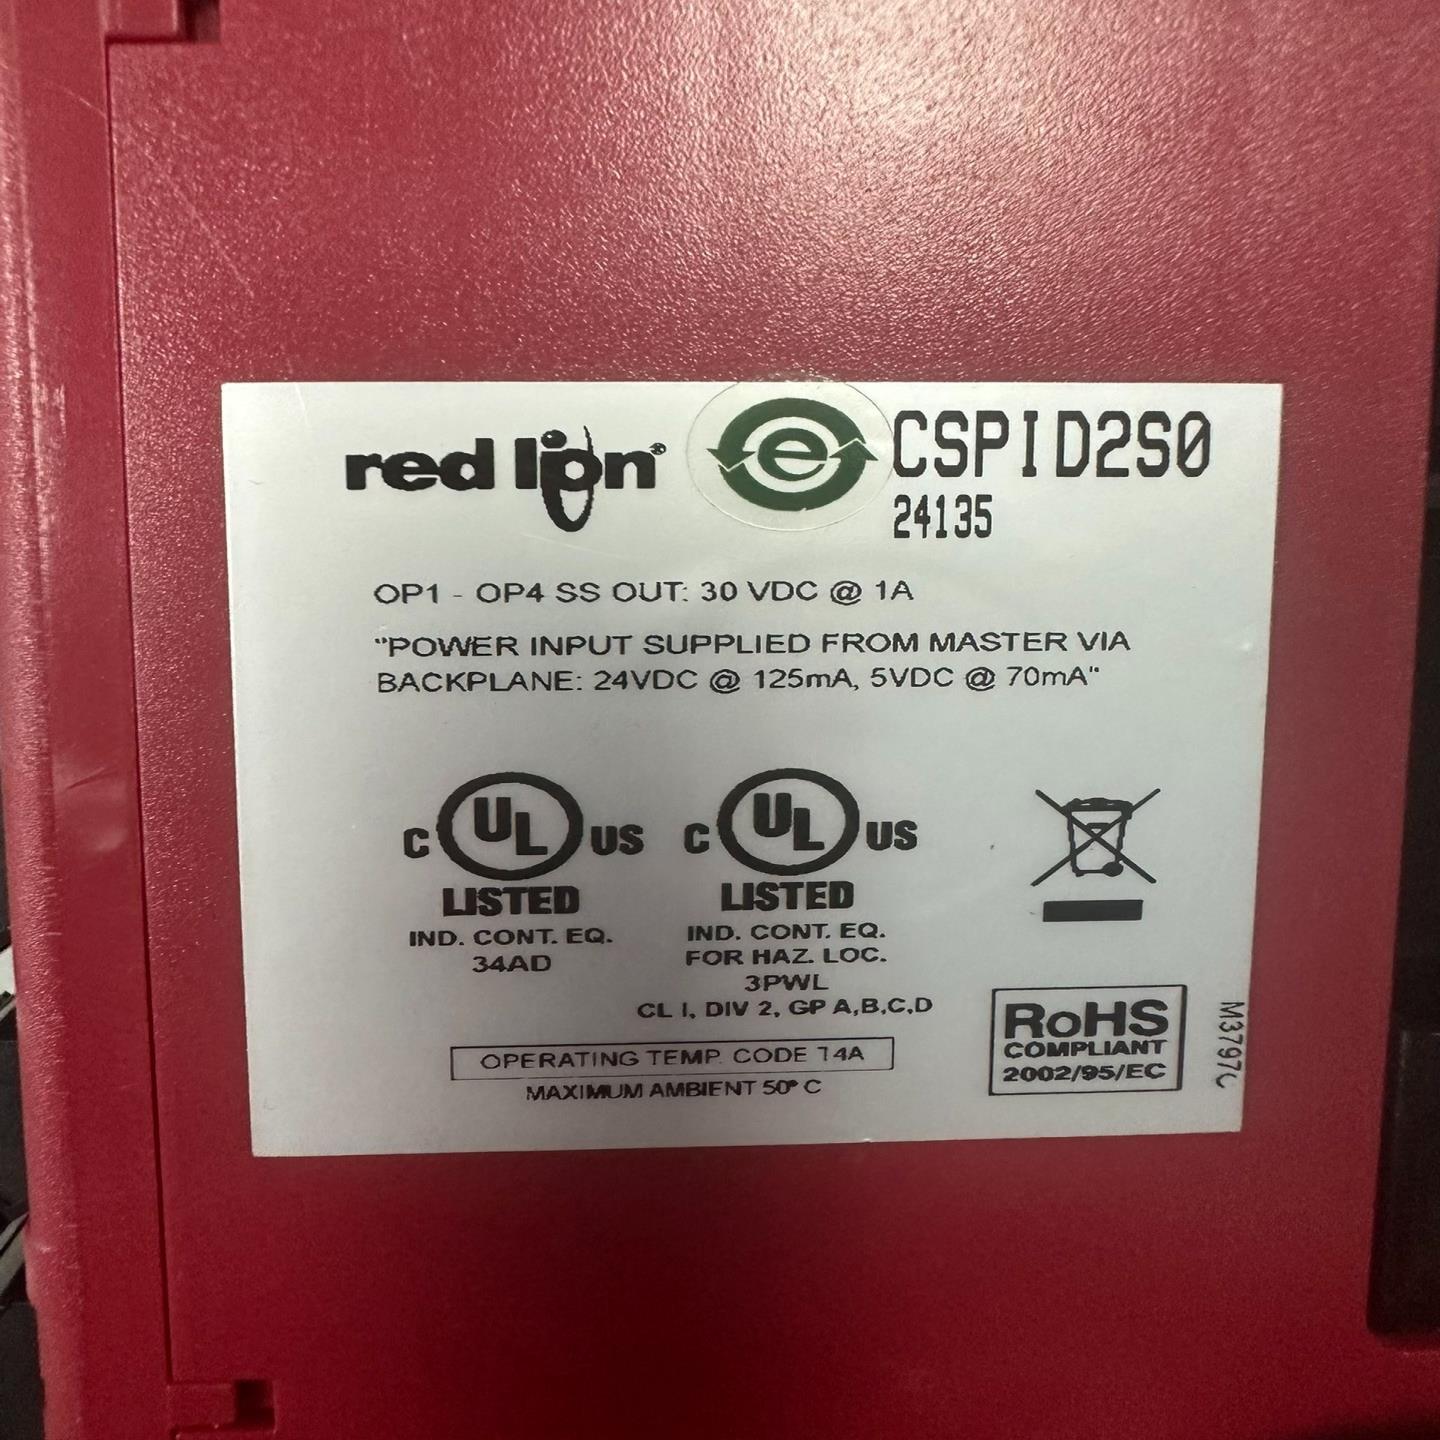 red lion® e CSPID2S0
24135
OP1 - OP4 SS OUT: 30 VDC @ 1A
"POWER INPUT SUPPLIED FROM MASTER VIA
BACKPLANE: 24VDC @ 125mA, 5VDC @ 70mA"
C UL US
LISTED
IND. CONT. EQ.
34AD
C UL US
LISTED
IND. CONT. EQ.
FOR HAZ. LOC.
3PWL
CL I, DIV 2, GP A,B,C,D
OPERATING TEMP. CODE T4A
MAXIMUM AMBIENT 50° C
RoHS
COMPLIANT
2002/95/EC
M3797C